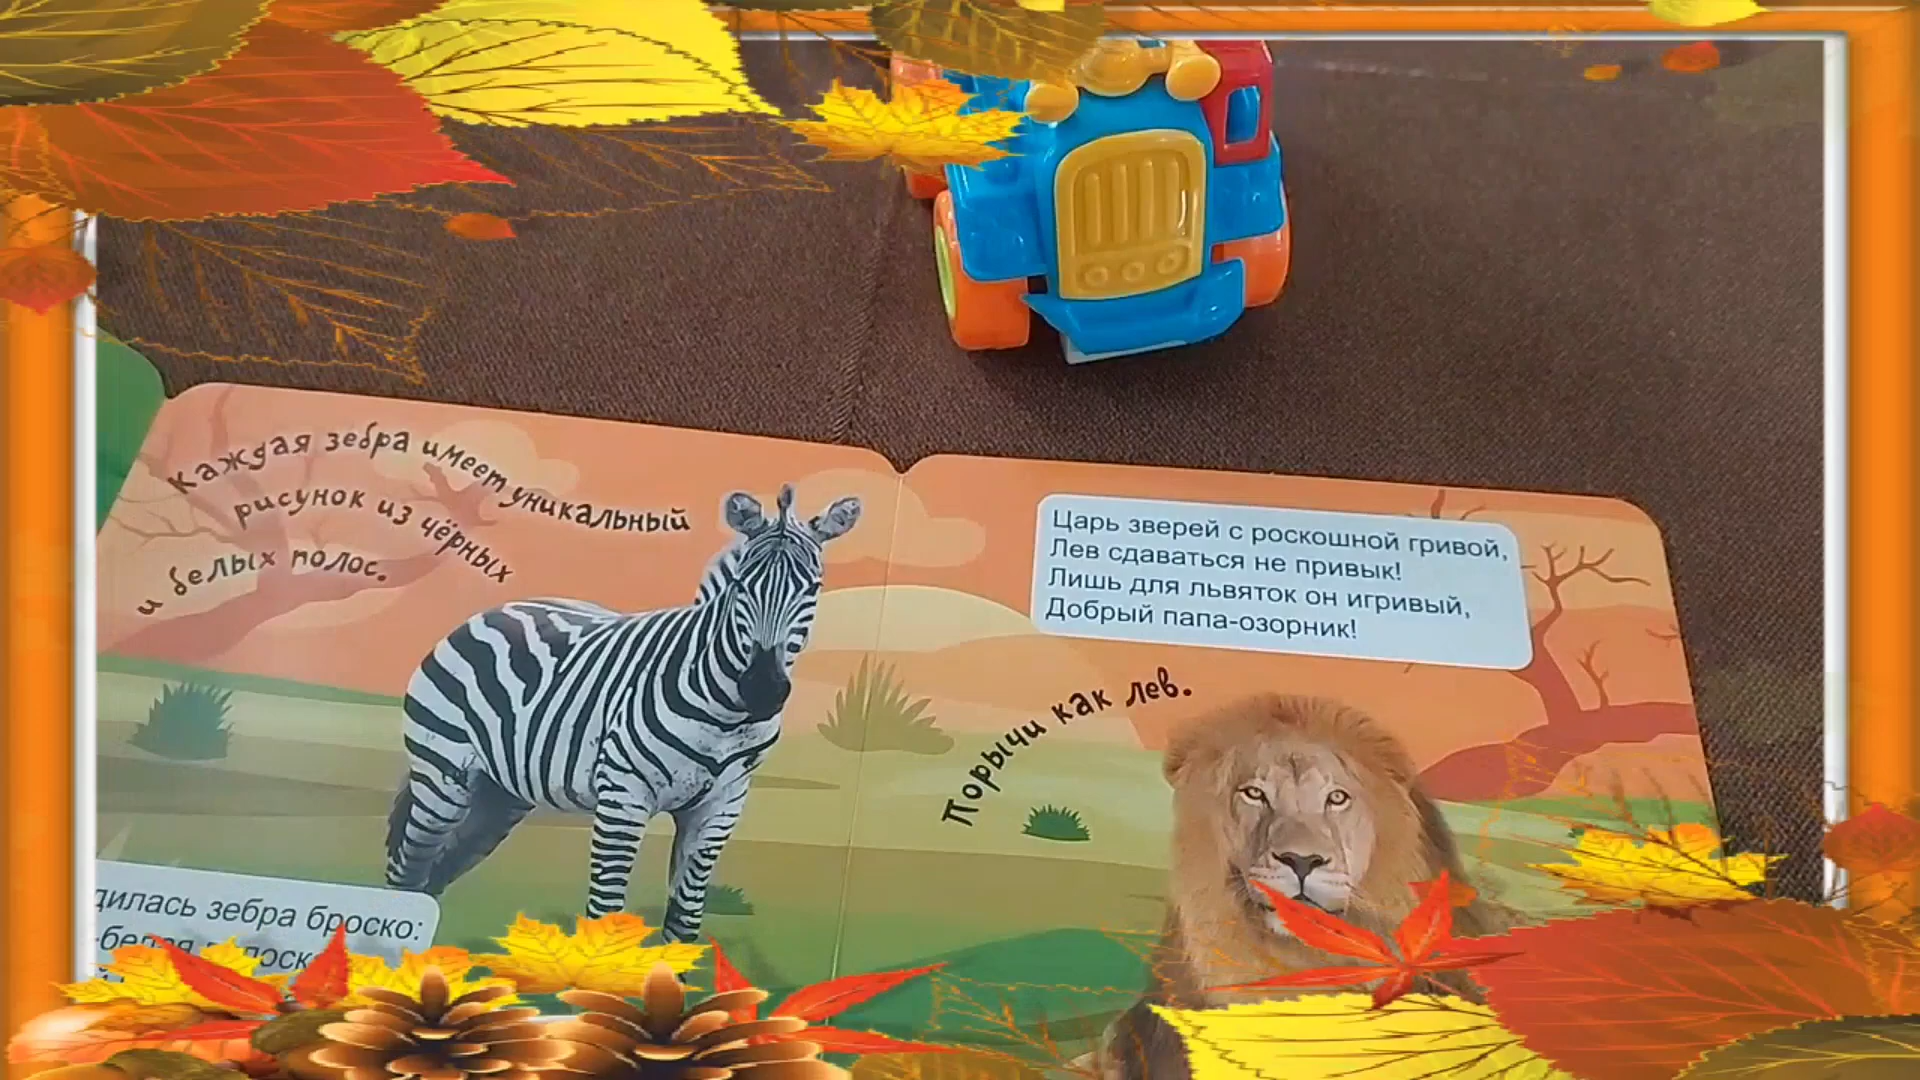 Каждая зебра имеет уникальный
рисунок из чёрных
и белых полос.
зебра броско:
Царь зверей с роскошной гривой,
Лев сдаваться не привык!
Лишь для львяток он игривый,
Добрый папа-озорник!
Порычи как лев.